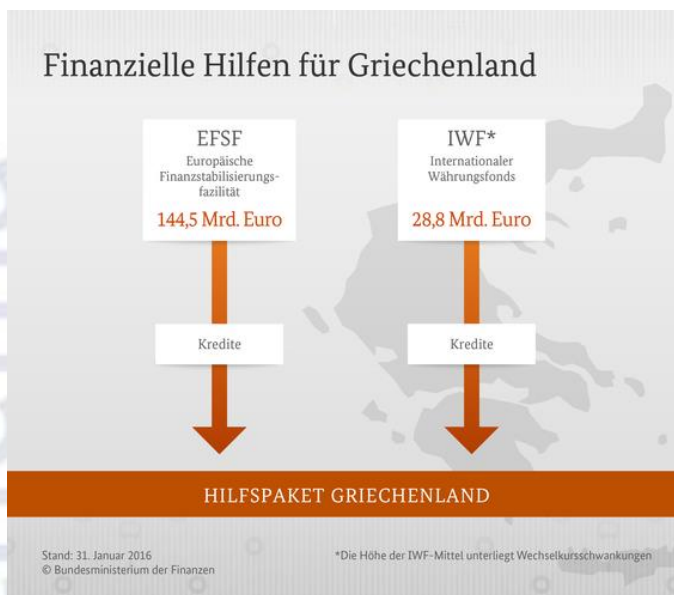 Finanzielle Hilfen für Griechenland
EFSF
Europäische
Finanzstabilisierungs-
fazilität
144,5 Mrd. Euro
IWF*
Internationaler
Währungsfonds
28,8 Mrd. Euro
Kredite
Kredite
HILFSPAKET GRIECHENLAND
Stand: 31. Januar 2016
© Bundesministerium der Finanzen
*Die Höhe der IWF-Mittel unterliegt Wechselkursschwankungen